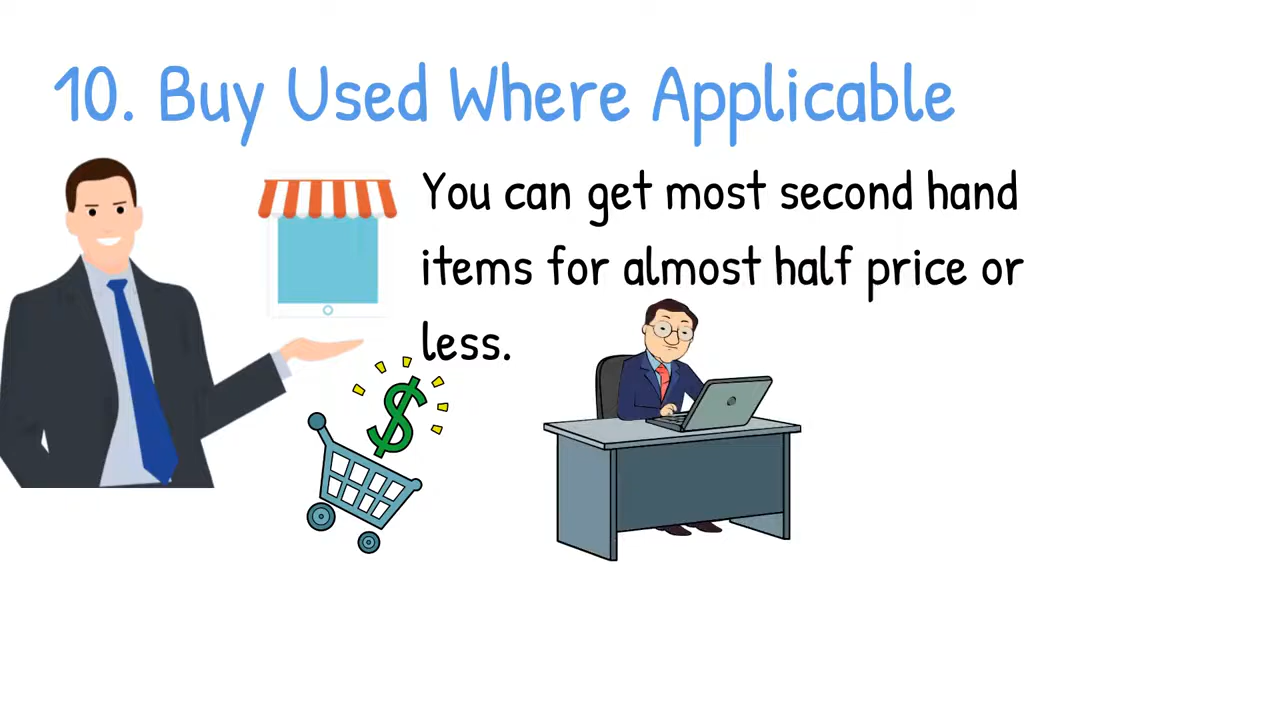 10. Buy Used Where Applicable
You can get most second hand
items for almost half price or
less.
$